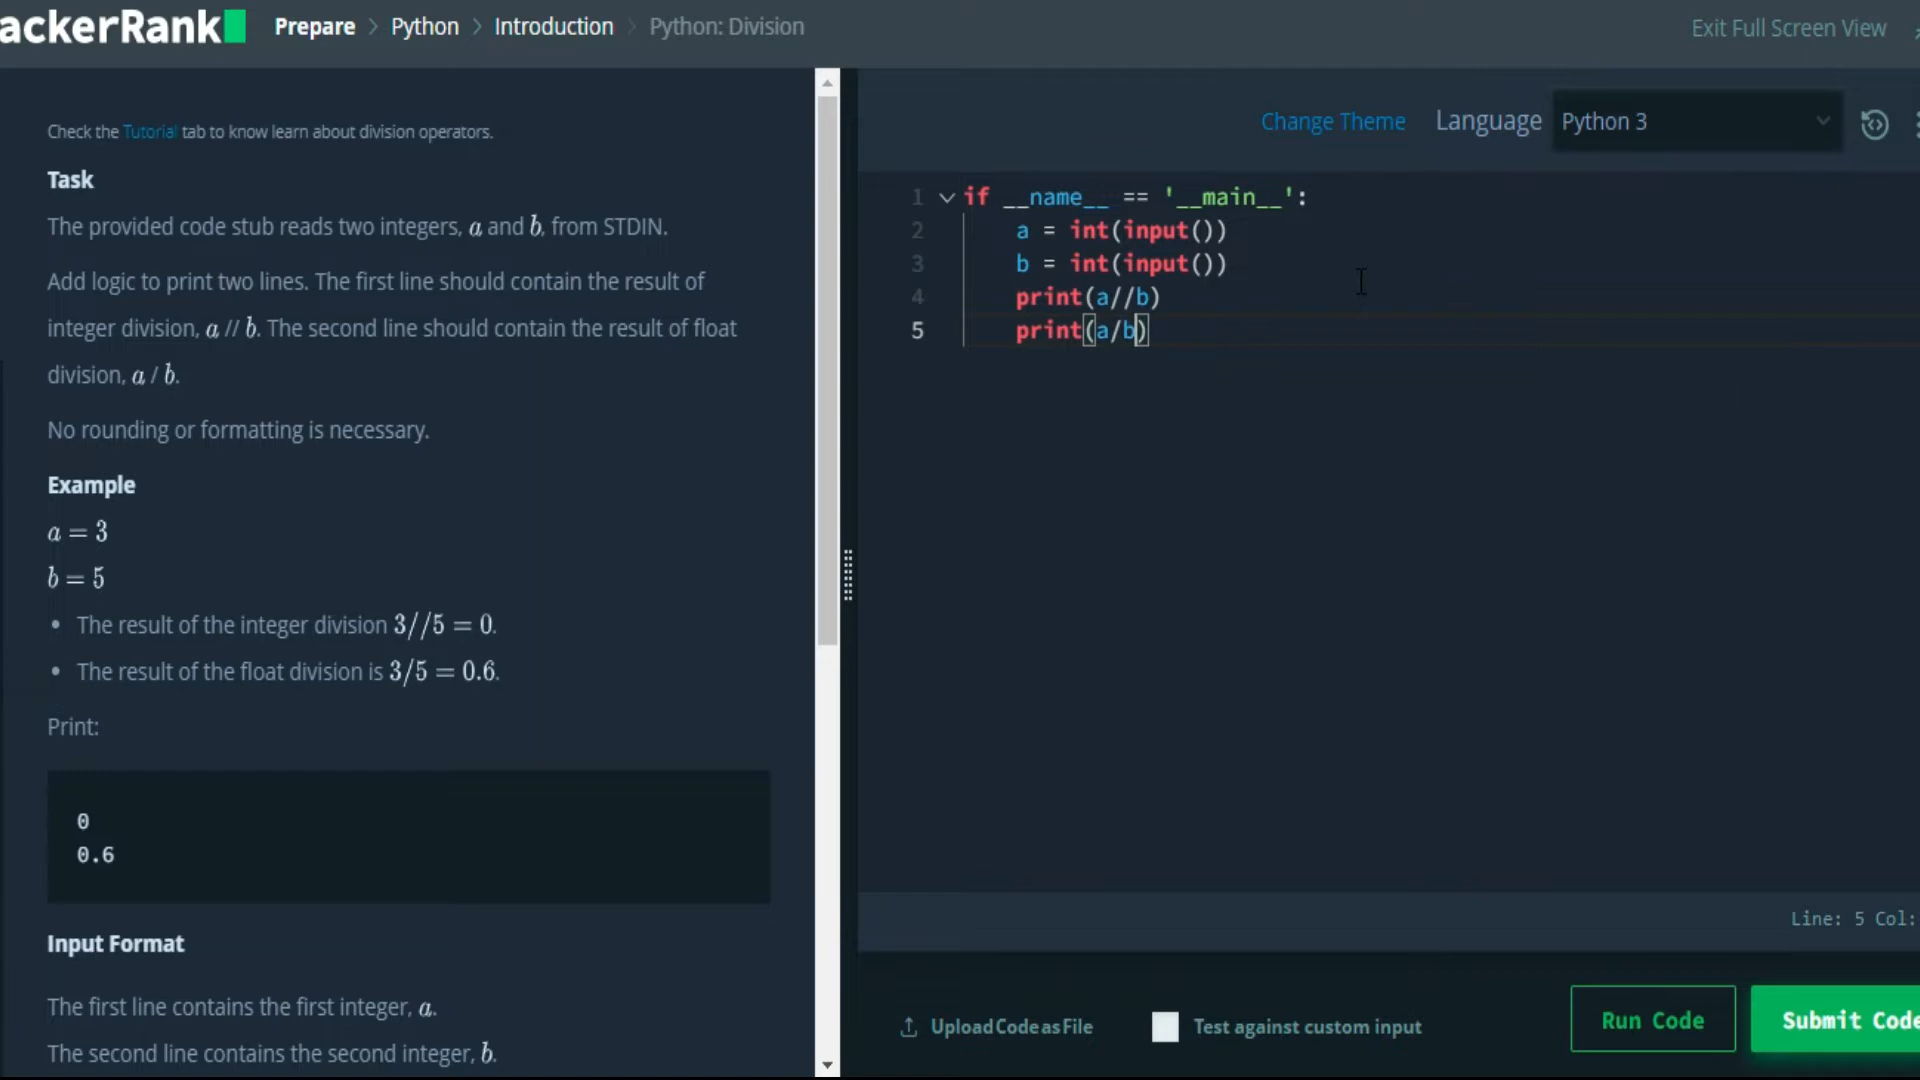 ackerRank
Prepare > Python > Introduction > Python: Division
Exit Full Screen View
Check the Tutorial tab to know learn about division operators.
Task
The provided code stub reads two integers, a and b, from STDIN.
Add logic to print two lines. The first line should contain the result of
integer division, a // b. The second line should contain the result of float
division, a / b.
No rounding or formatting is necessary.
Example
a = 3
b = 5
• The result of the integer division 3//5 = 0.
• The result of the float division is 3/5 = 0.6.
Print:
0
0.6
Input Format
The first line contains the first integer, a.
The second line contains the second integer, b.
Change Theme Language Python 3
1 if __name__ == '__main__':
2 a = int(input())
3 b = int(input())
4 print(a//b)
5 print(a/b)
Line: 5 Col:
Upload Code as File Test against custom input Run Code Submit Code